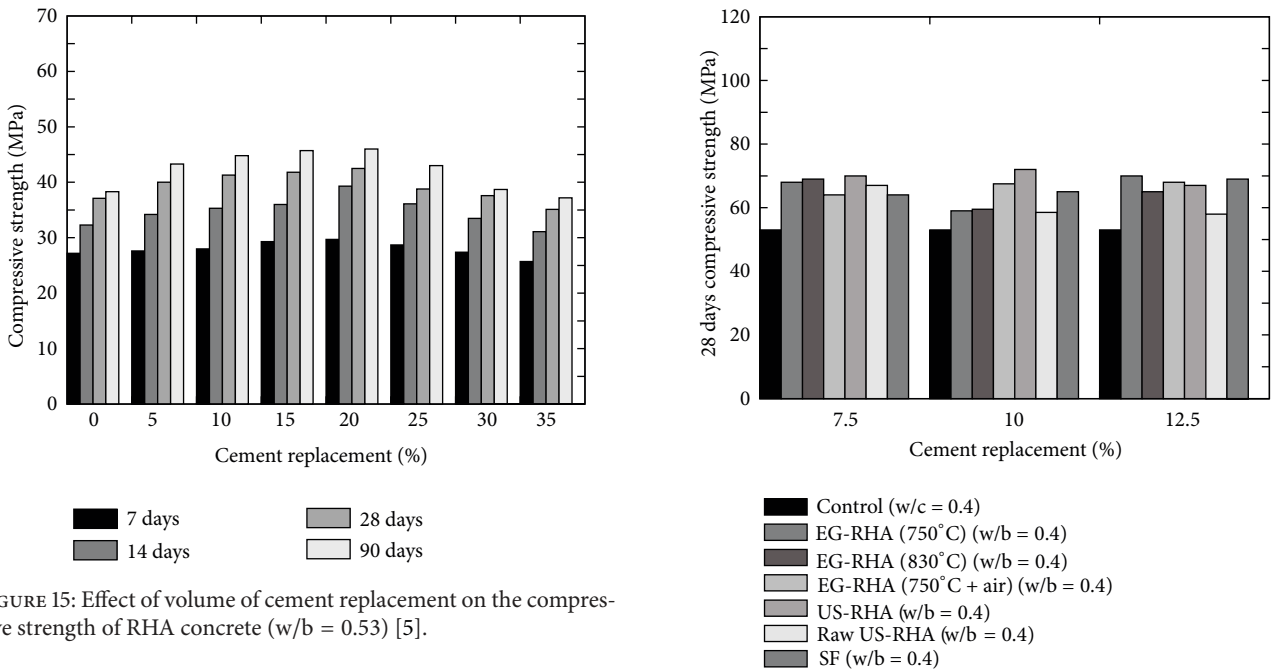 70
60
50
40
30
20
10
0
Compressive strength (MPa)
0 5 10 15 20 25 30 35
Cement replacement (%)
7 days
14 days
28 days
90 days
GURE 15: Effect of volume of cement replacement on the compres-
ve strength of RHA concrete (w/b = 0.53) [5].
120
100
80
60
40
20
0
28 days compressive strength (MPa)
7.5 10 12.5
Cement replacement (%)
Control (w/c = 0.4)
EG-RHA (750°C) (w/b = 0.4)
EG-RHA (830°C) (w/b = 0.4)
EG-RHA (750°C + air) (w/b = 0.4)
US-RHA (w/b = 0.4)
Raw US-RHA (w/b = 0.4)
SF (w/b = 0.4)